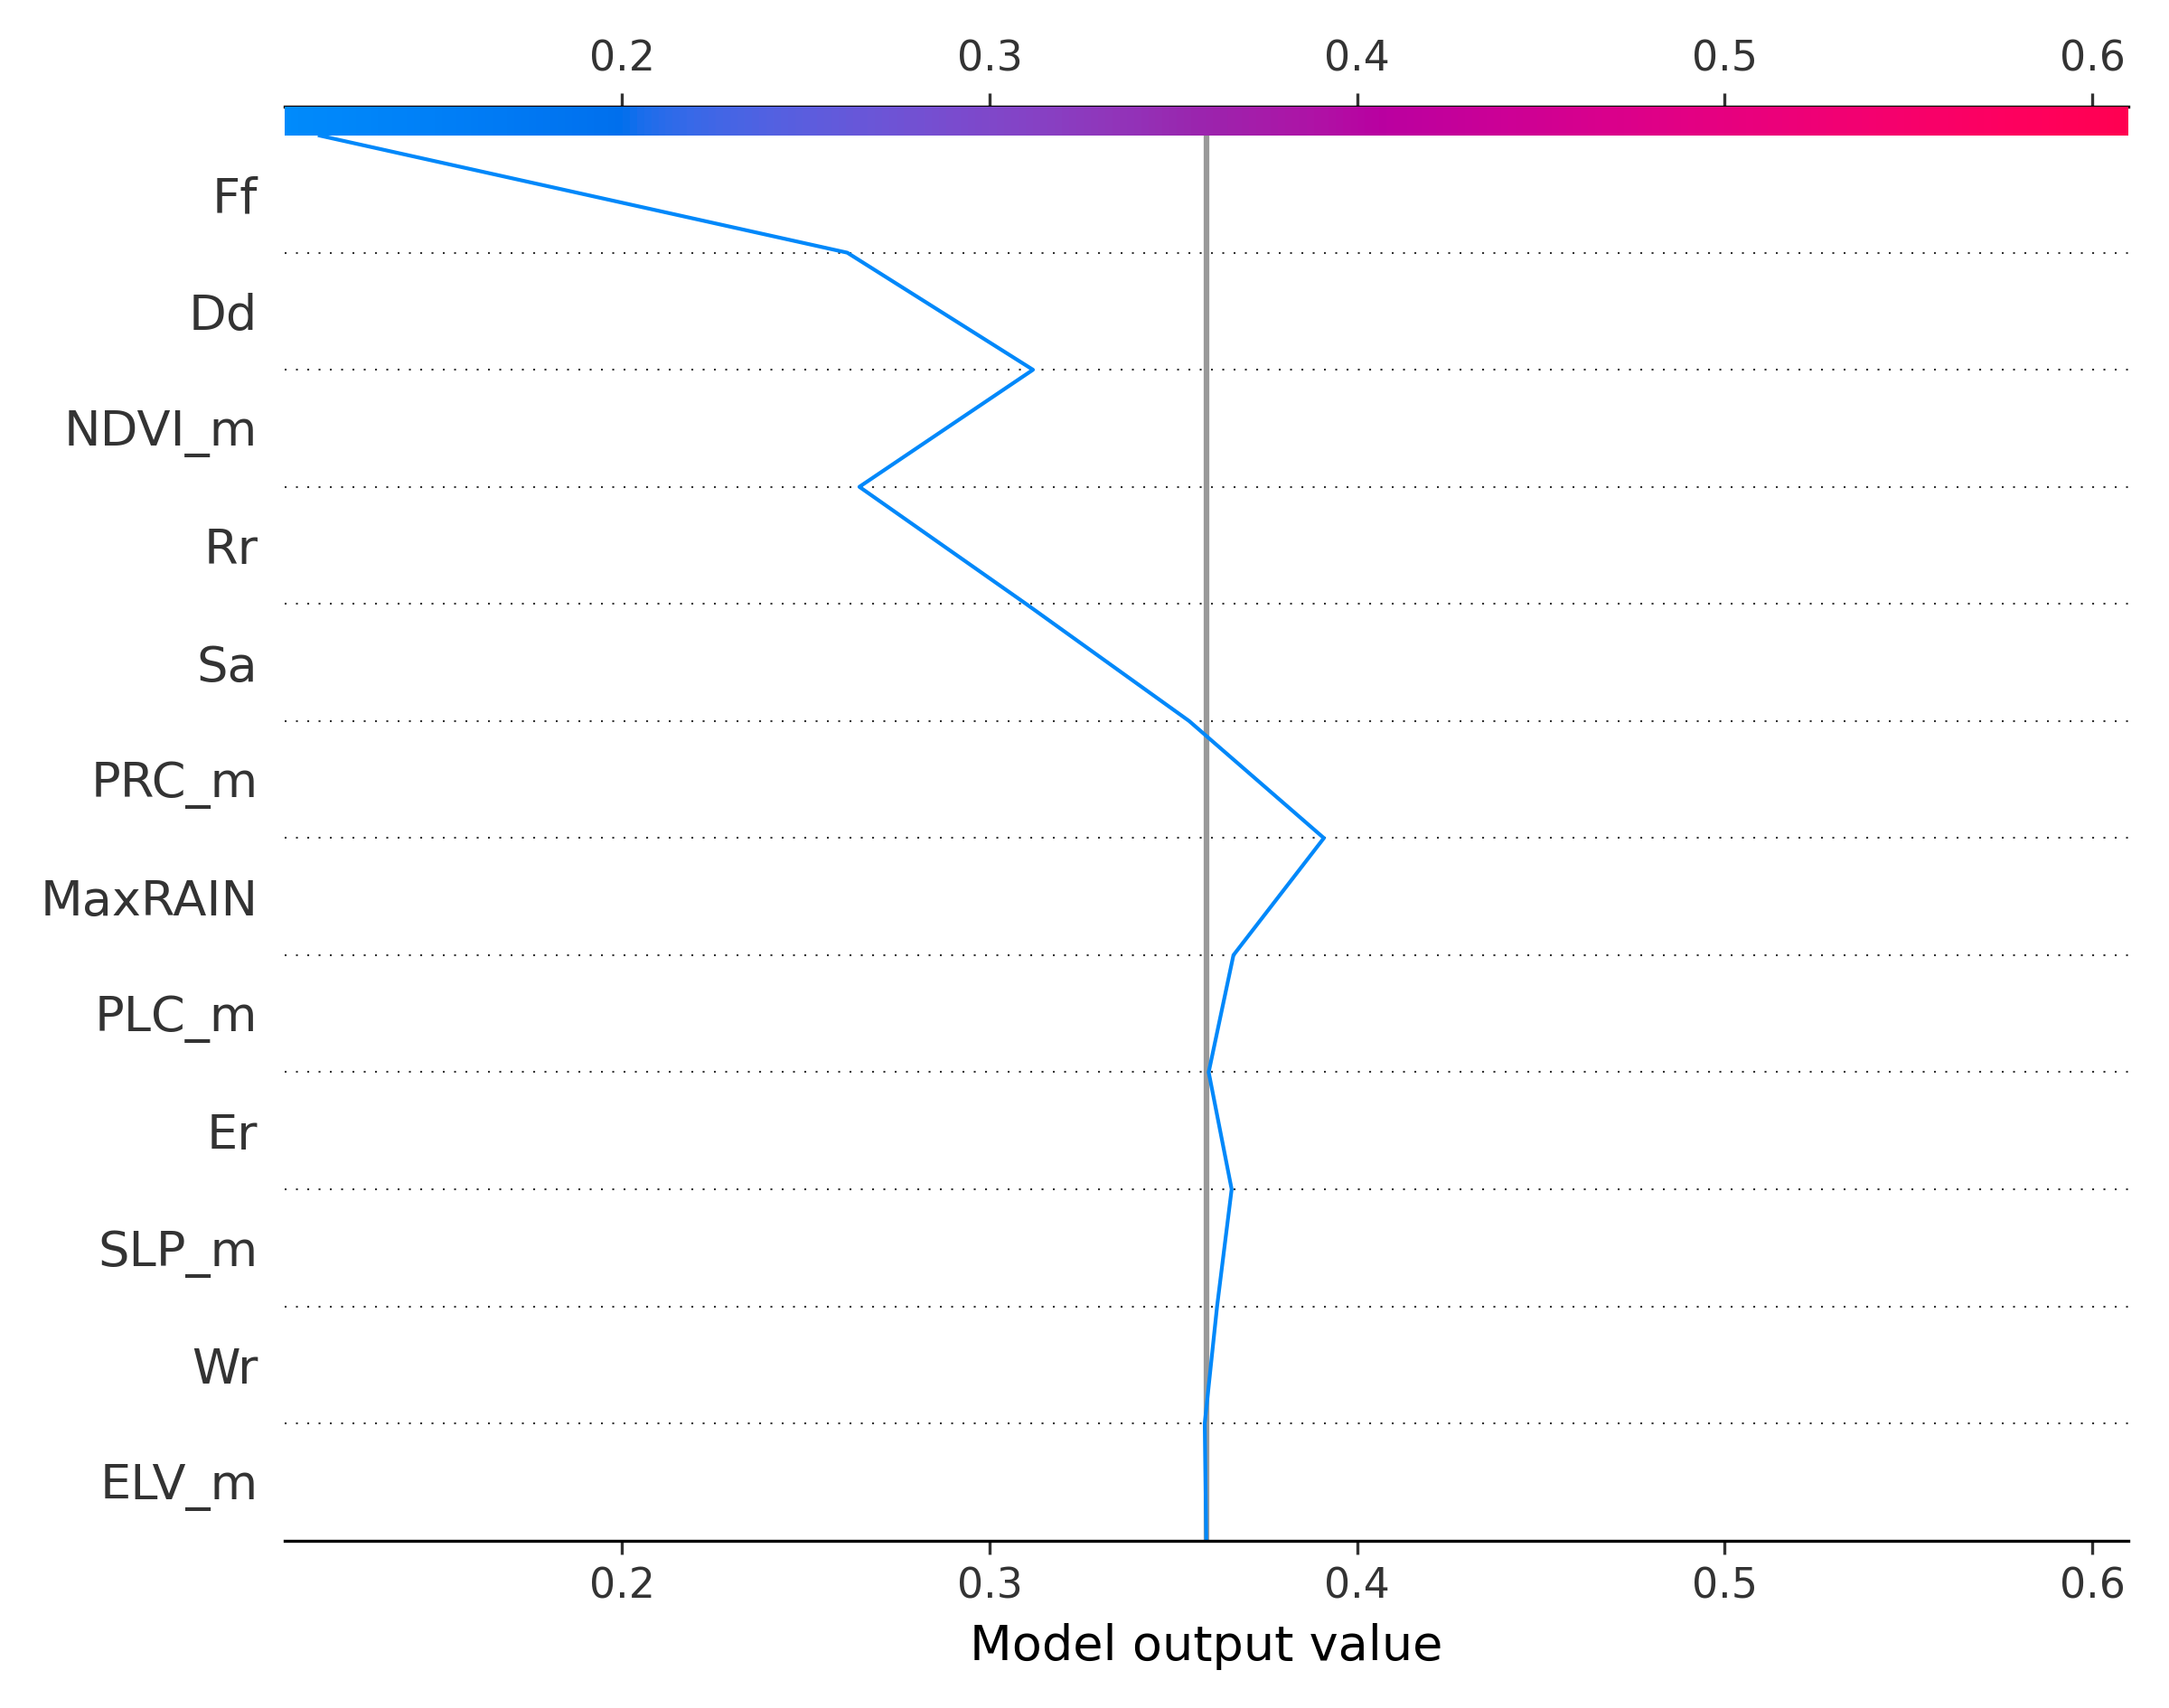 0.2 0.3 0.4 0.5 0.6
Ff
Dd
NDVI_m
Rr
Sa
PRC_m
MaxRAIN
PLC_m
Er
SLP_m
Wr
ELV_m
0.2 0.3 0.4 0.5 0.6
Model output value